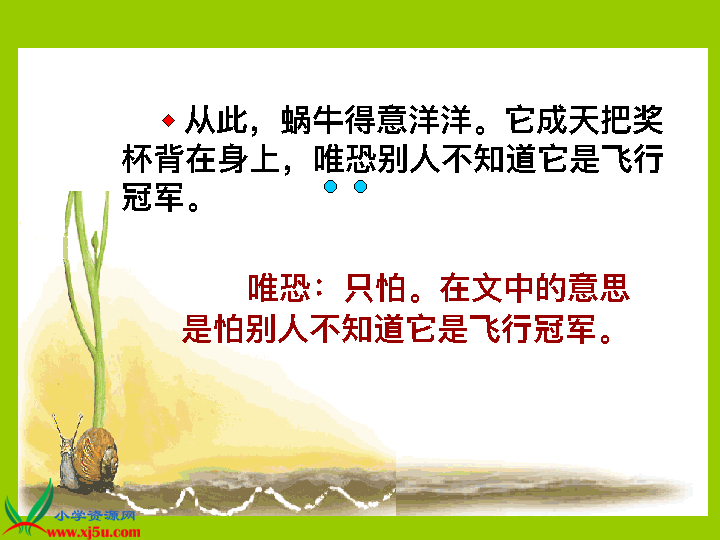 从此，蜗牛得意洋洋。它成天把奖
杯背在身上，唯恐别人不知道它是飞行
冠军。
唯恐：只怕。在文中的意思
是怕别人不知道它是飞行冠军。
小学资源网
www.xj5u.com